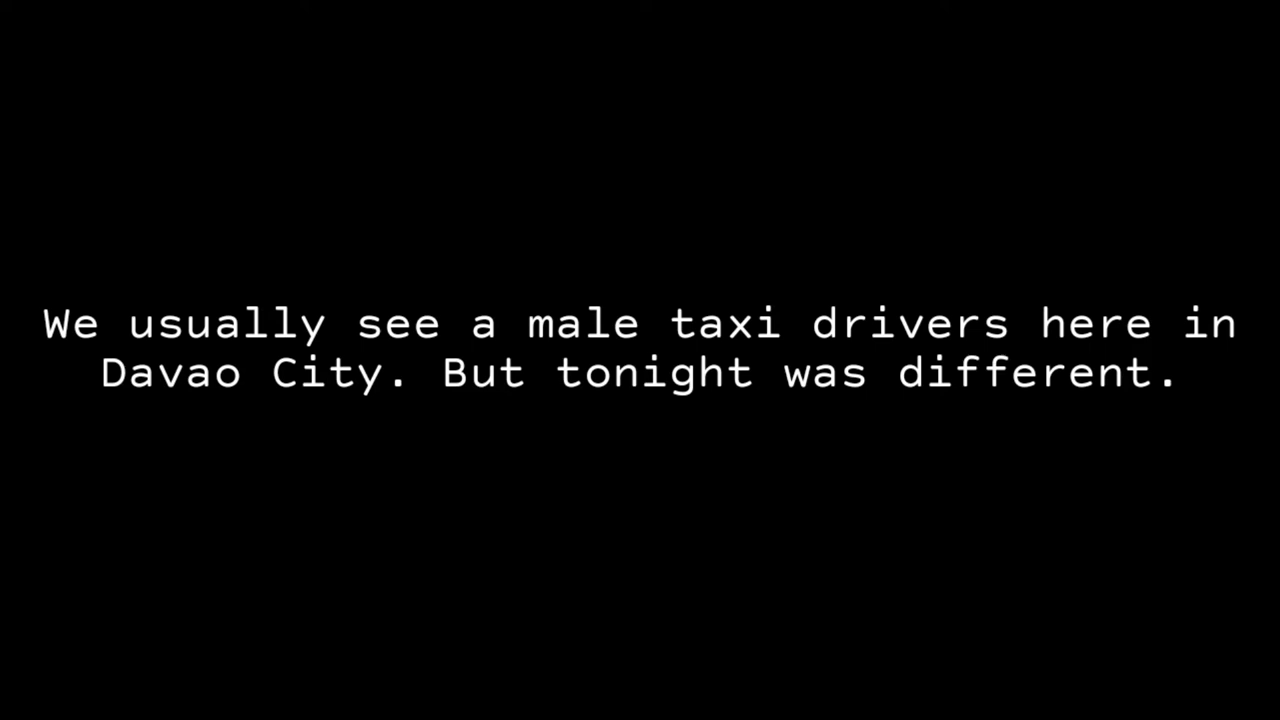 We usually see a male taxi drivers here in
Davao City. But tonight was different.